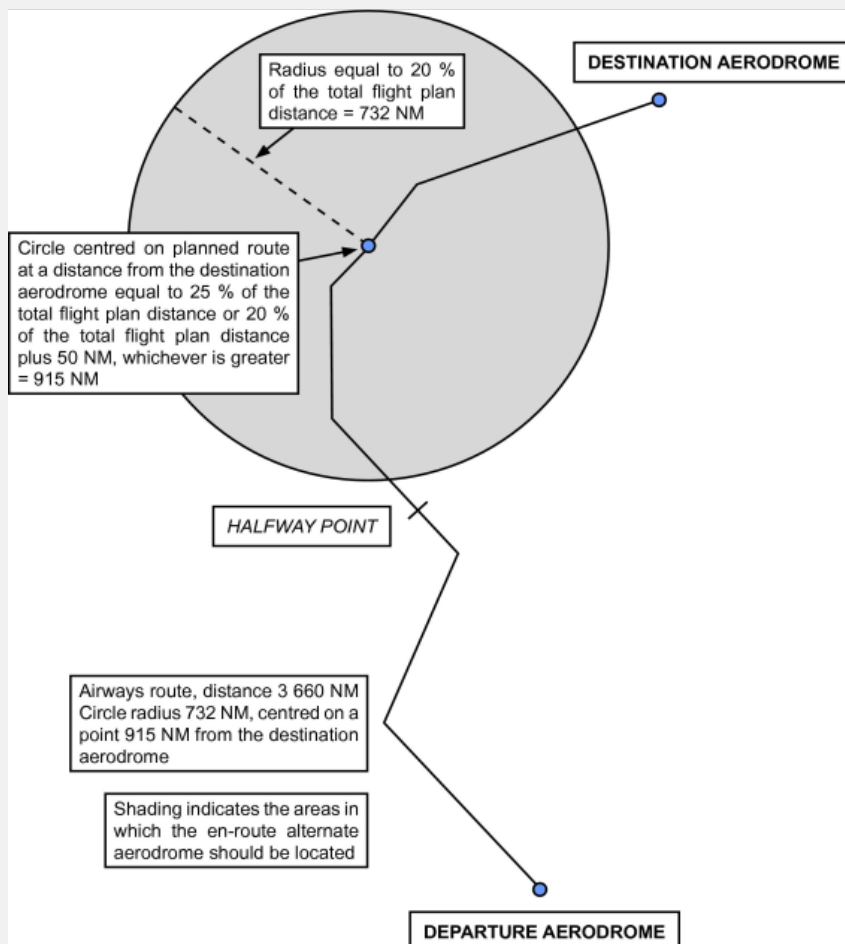 DESTINATION AERODROME
Radius equal to 20 %
of the total flight plan
distance = 732 NM
Circle centred on planned route
at a distance from the destination
aerodrome equal to 25 % of the
total flight plan distance or 20 %
of the total flight plan distance
plus 50 NM, whichever is greater
= 915 NM
HALFWAY POINT
Airways route, distance 3 660 NM
Circle radius 732 NM, centred on a
point 915 NM from the destination
aerodrome
Shading indicates the areas in
which the en-route alternate
aerodrome should be located
DEPARTURE AERODROME